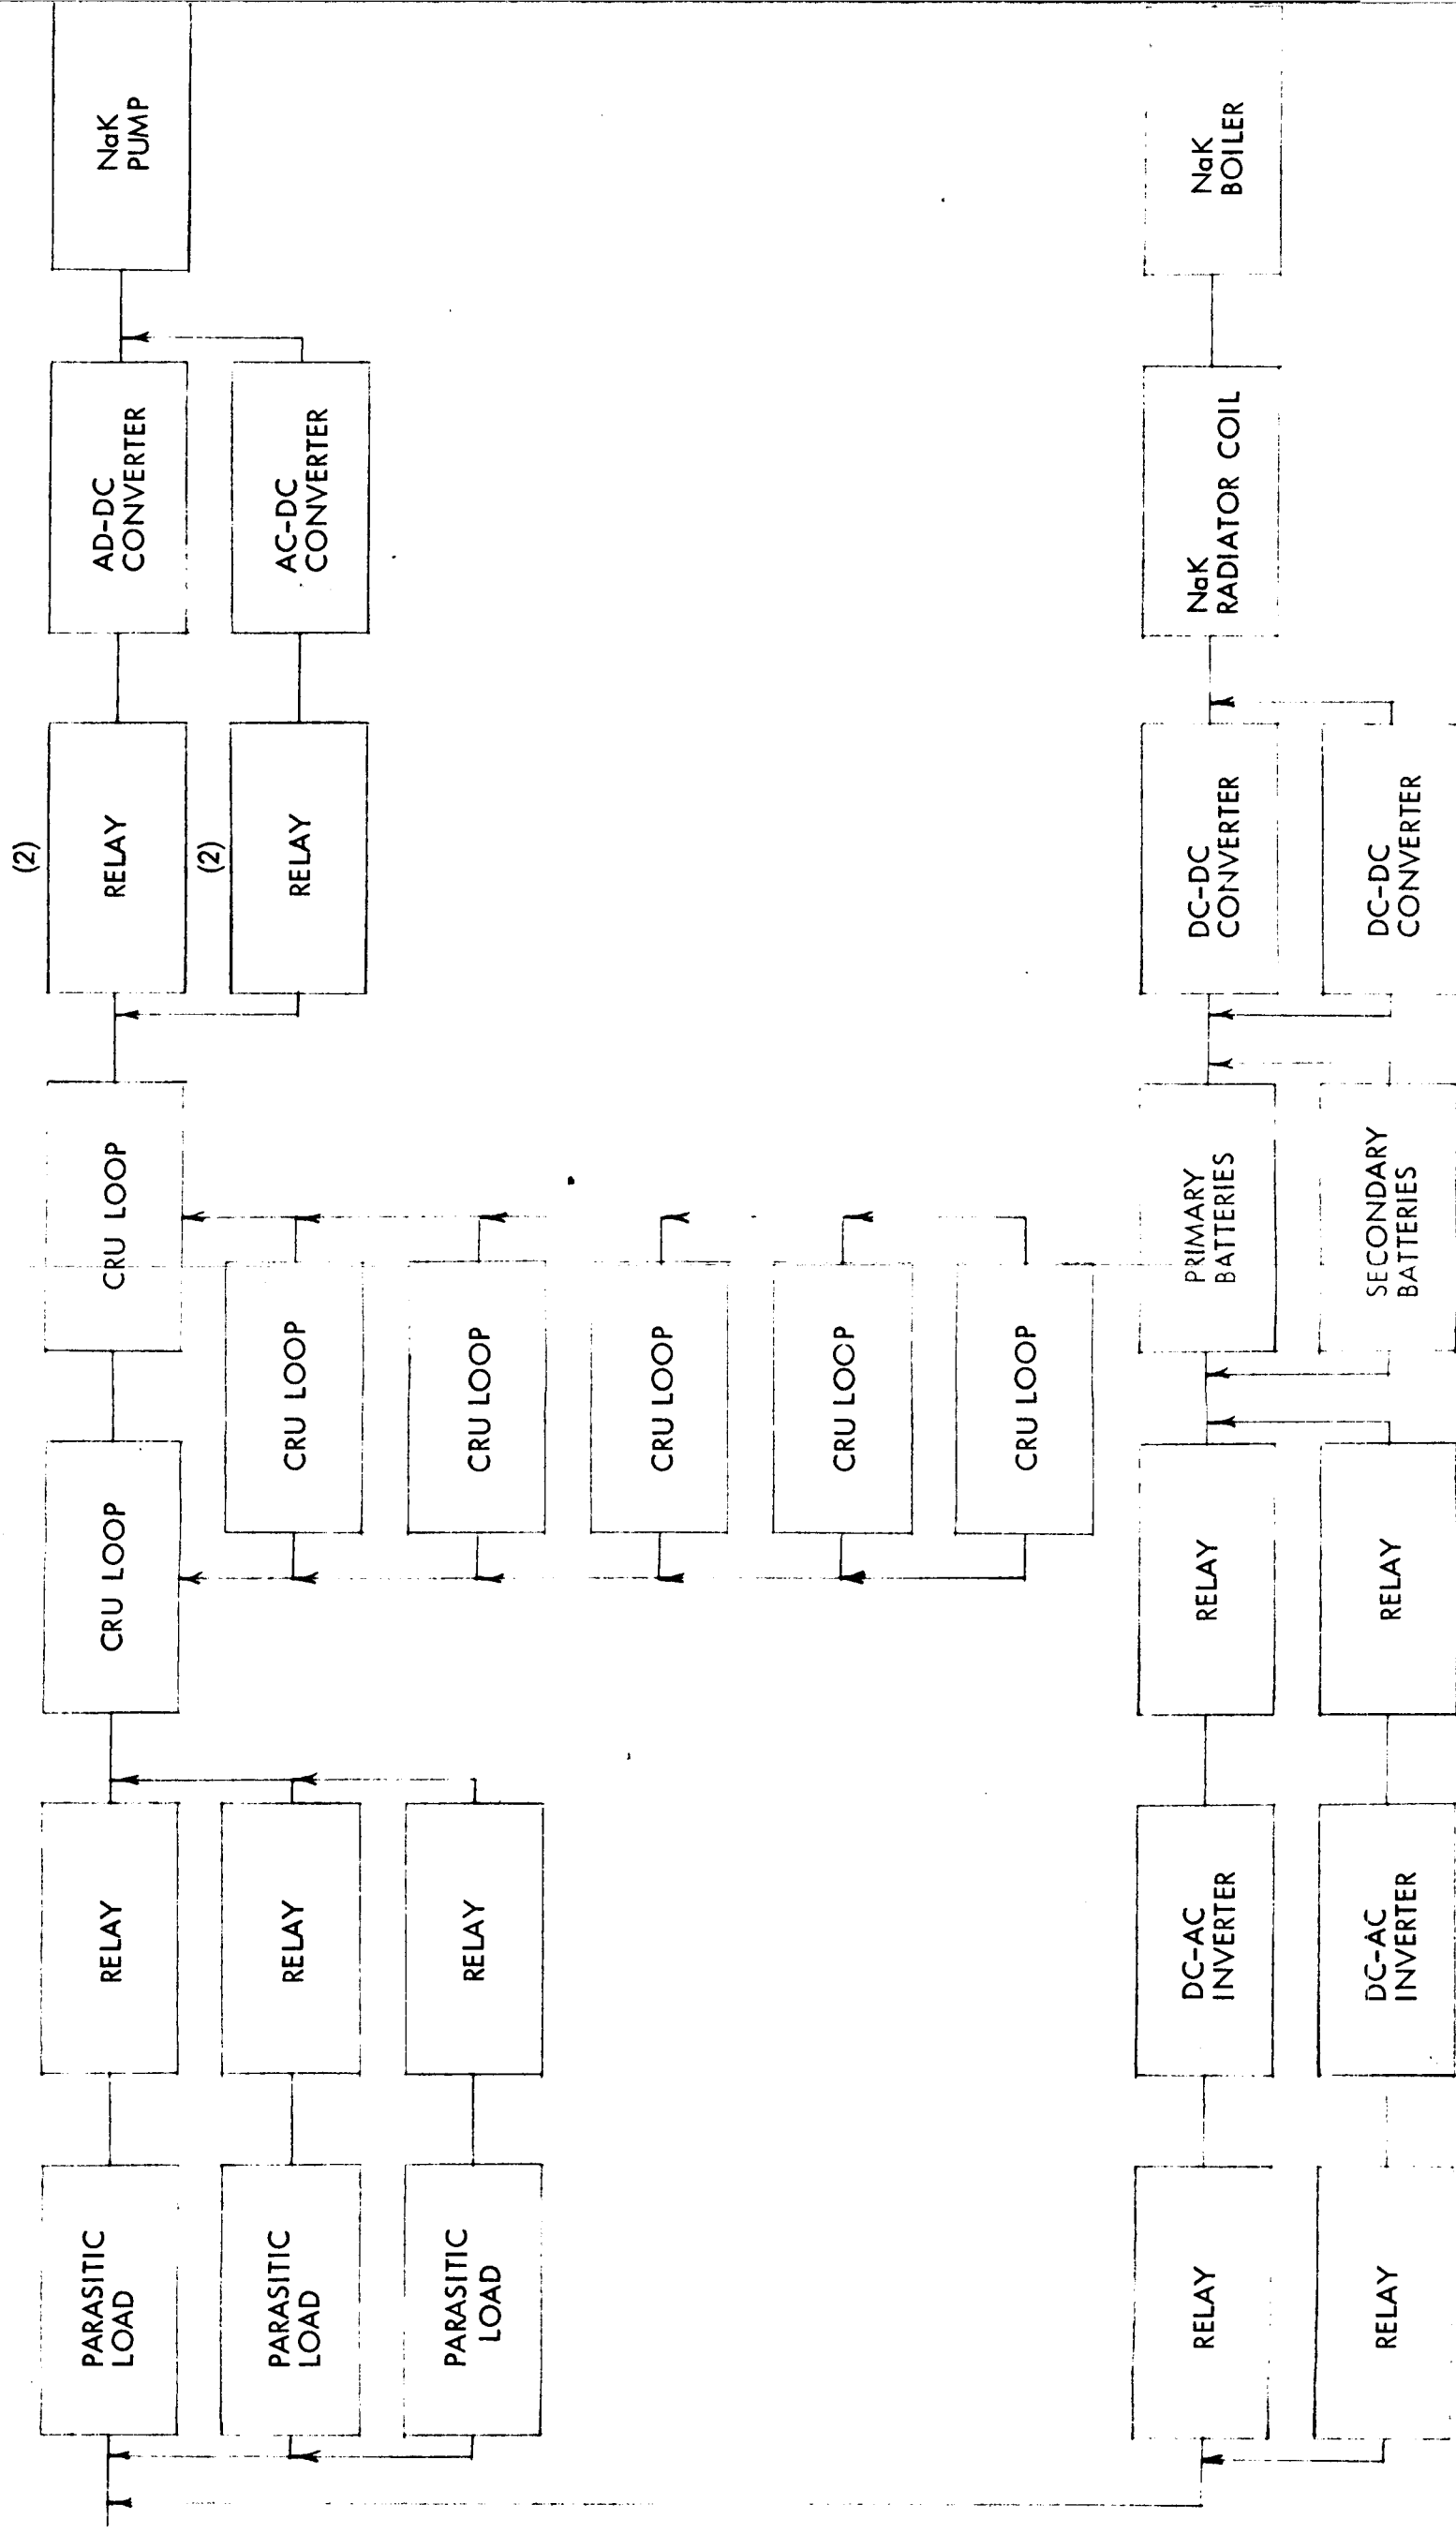 PARASITIC
LOAD
RELAY
CRU LOOP
CRU LOOP
(2)
RELAY
AD-DC
CONVERTER
NaK
PUMP
PARASITIC
LOAD
RELAY
CRU LOOP
(2)
RELAY
AC-DC
CONVERTER
PARASITIC
LOAD
RELAY
CRU LOOP
CRU LOOP
CRU LOOP
CRU LOOP
RELAY
DC-AC
INVERTER
RELAY
PRIMARY
BATTERIES
DC-DC
CONVERTER
NaK
RADIATOR COIL
NaK
BOILER
RELAY
DC-AC
INVERTER
RELAY
SECONDARY
BATTERIES
DC-DC
CONVERTER